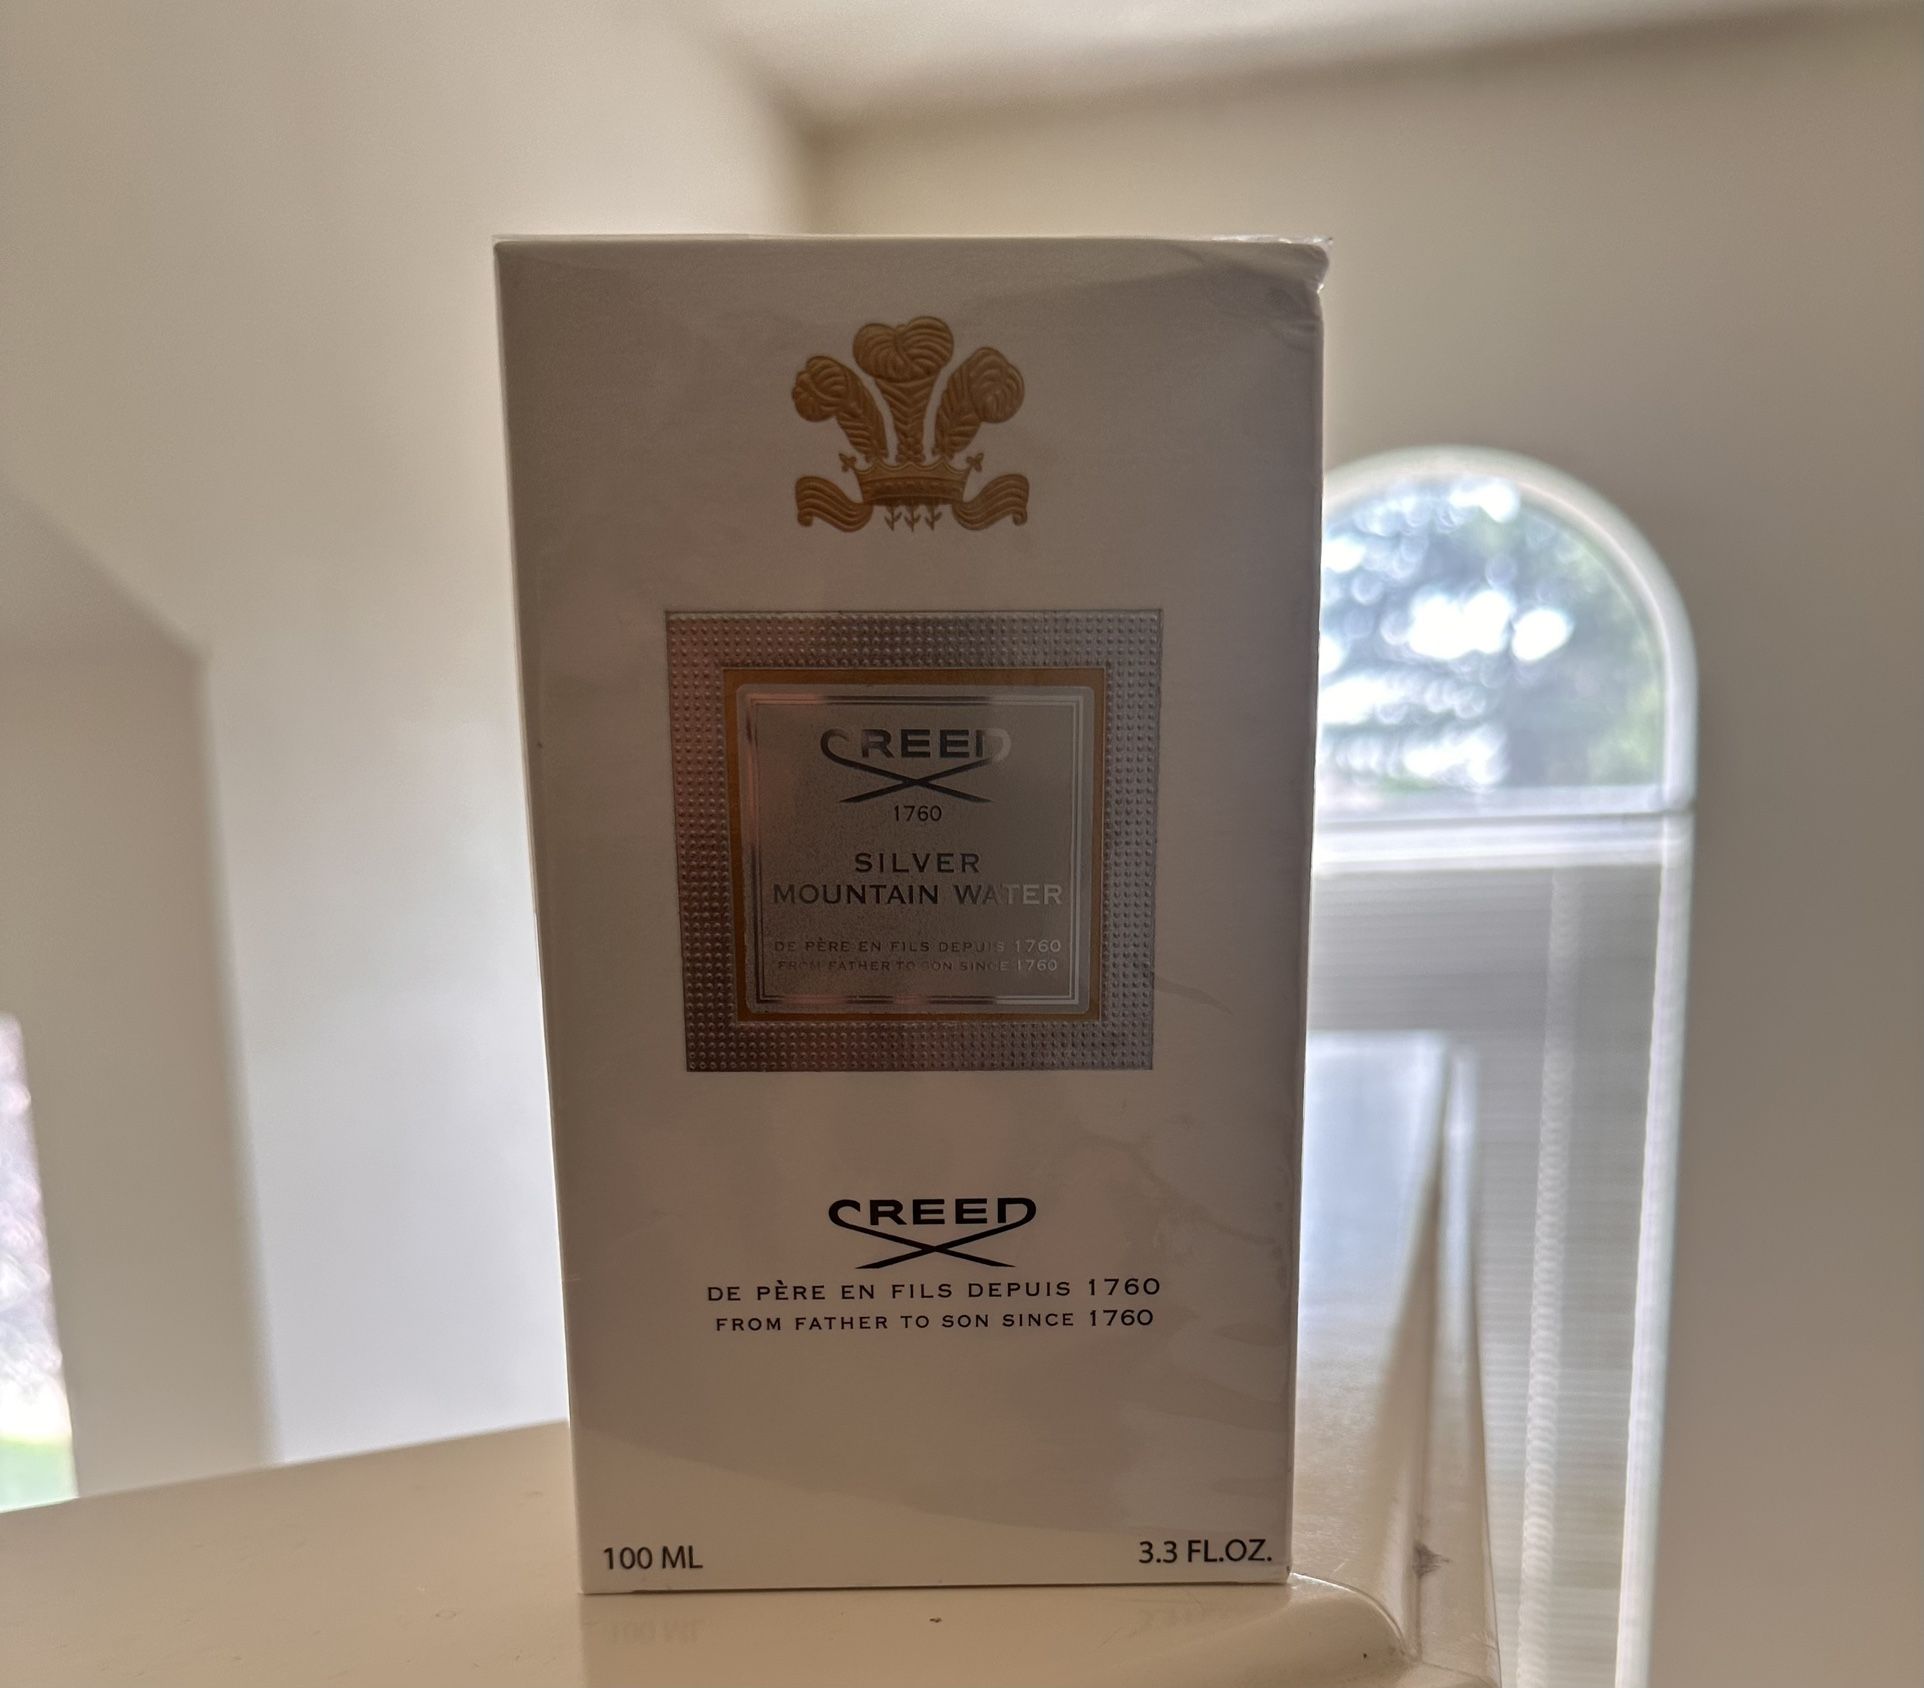 CREED
1760
SILVER
MOUNTAIN WATER
DE PÈRE EN FILS DEPUIS 1760
FROM FATHER TO SON SINCE 1760
CREED
DE PÈRE EN FILS DEPUIS 1760
FROM FATHER TO SON SINCE 1760
100 ML
3.3 FL.OZ.